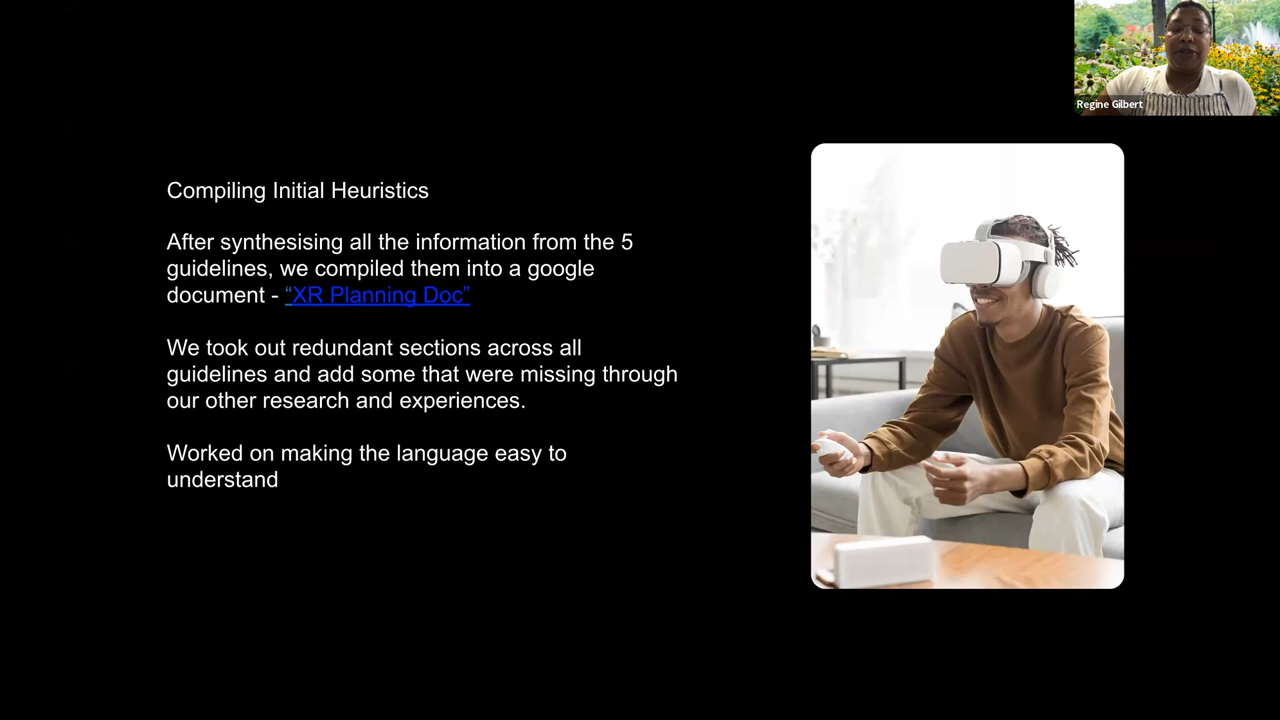 Regine Gilbert
Compiling Initial Heuristics
After synthesising all the information from the 5
guidelines, we compiled them into a google
document - “XR Planning Doc”
We took out redundant sections across all
guidelines and add some that were missing through
our other research and experiences.
Worked on making the language easy to
understand